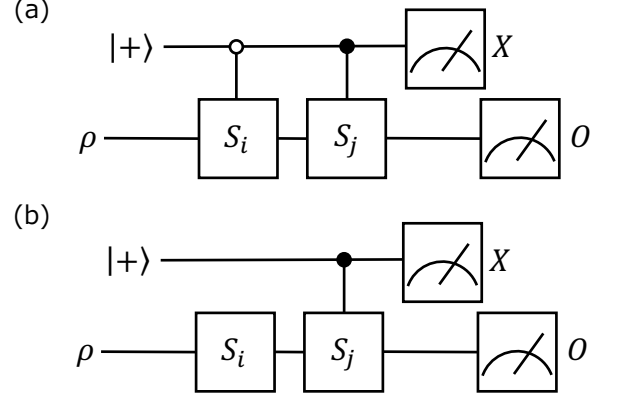 (a)
|+⟩ X
ρ S_i S_j O
(b)
|+⟩ X
ρ S_i S_j O